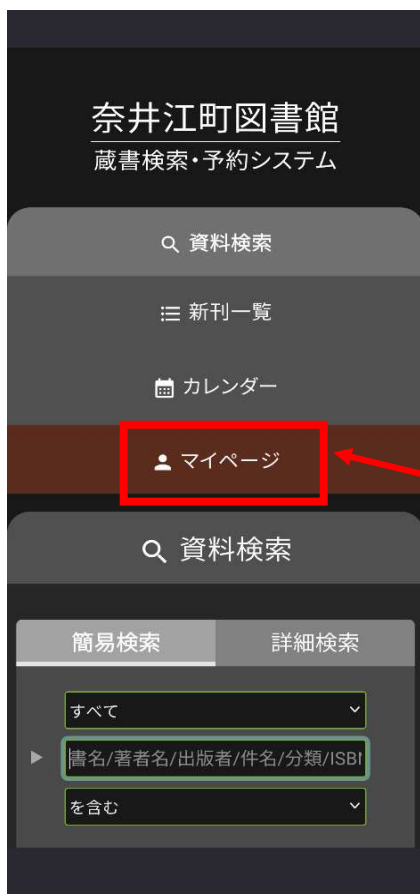 奈井江町図書館
蔵書検索・予約システム
資料検索
新刊一覧
カレンダー
マイページ
資料検索
簡易検索 詳細検索
すべて
書名/著者名/出版者/件名/分類/ISBN
を含む